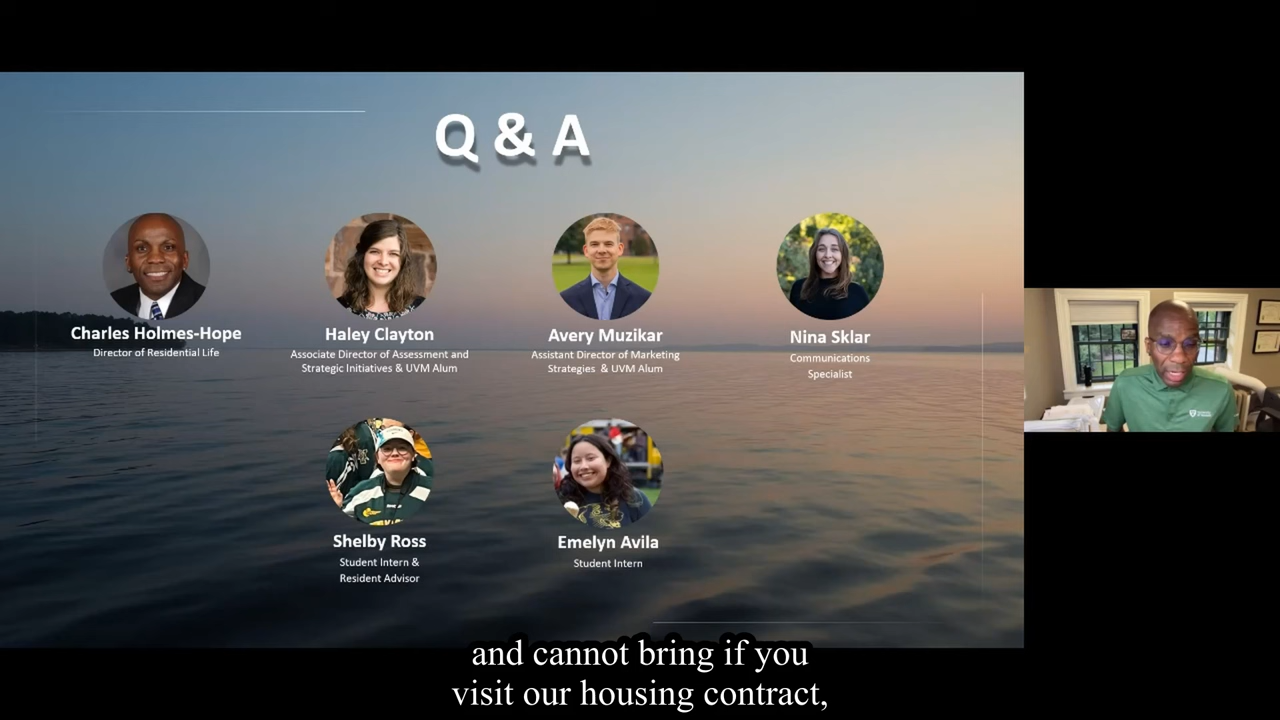 Q & A
Charles Holmes-Hope
Director of Residential Life
Haley Clayton
Associate Director of Assessment and
Strategic Initiatives & UVM Alum
Avery Muzikar
Assistant Director of Marketing
Strategies & UVM Alum
Nina Sklar
Communications
Specialist
Shelby Ross
Student Intern &
Resident Advisor
Emelyn Avila
Student Intern
and cannot bring if you
visit our housing contract,